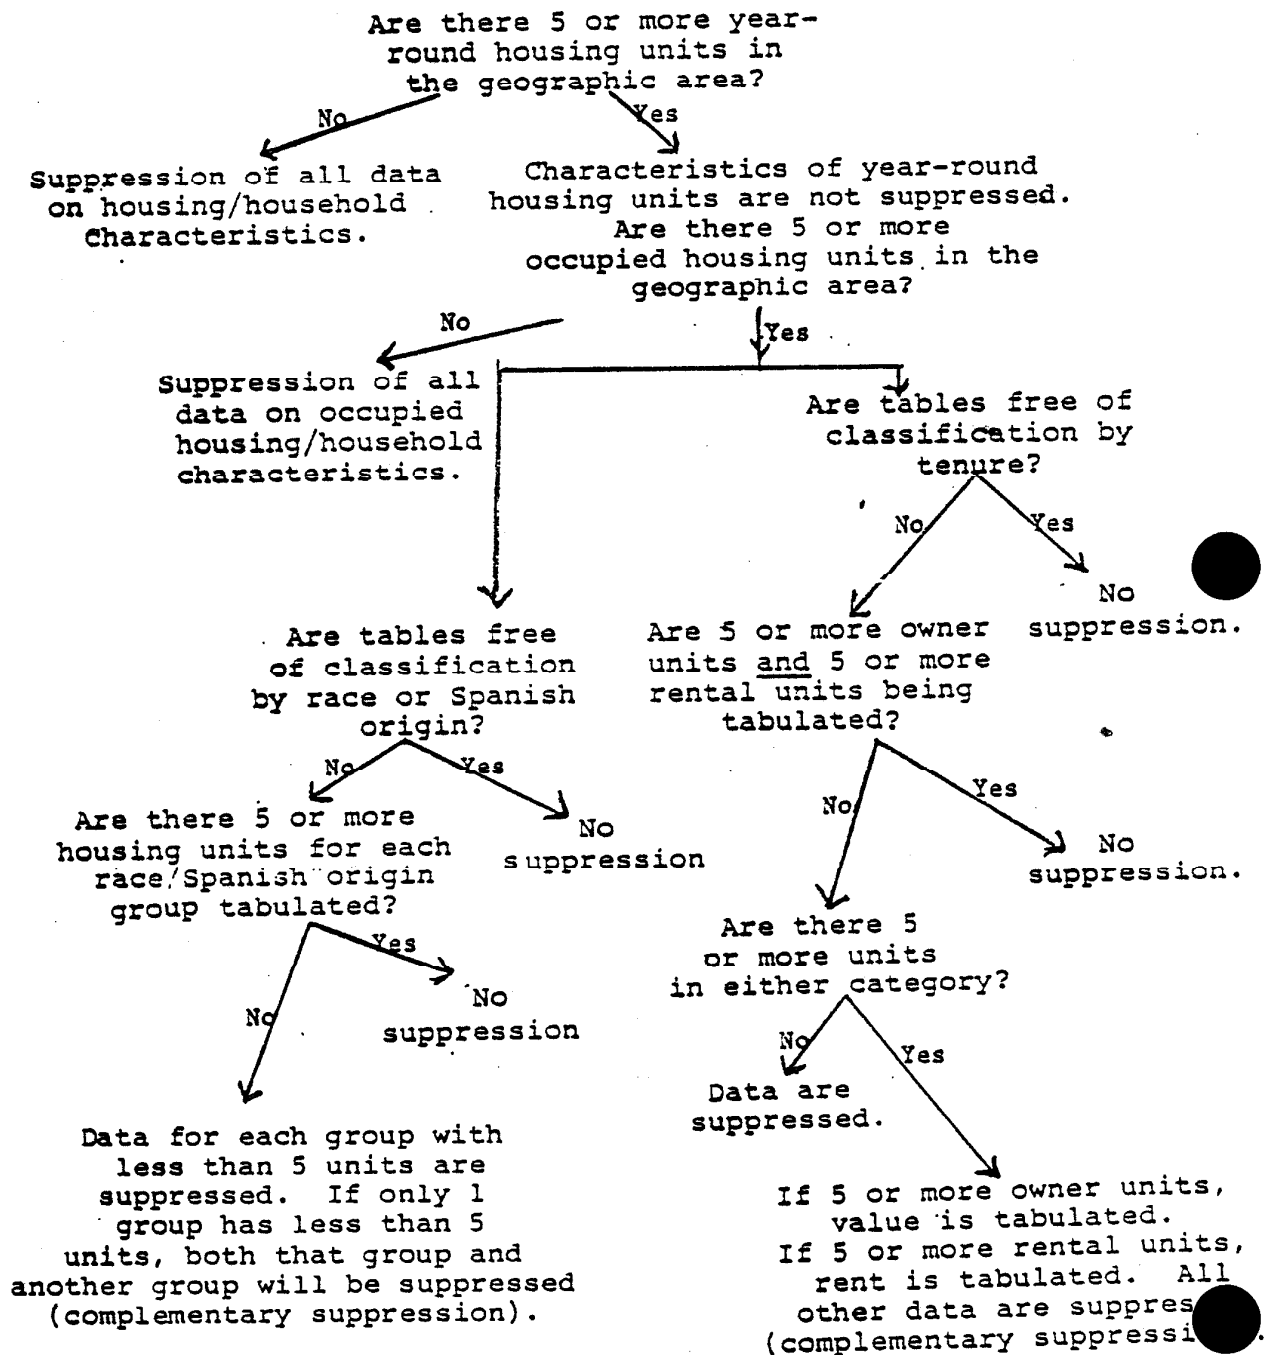 Are there 5 or more year-
round housing units in
the geographic area?
No
Yes
Suppression of all data
on housing/household
Characteristics.
Characteristics of year-round
housing units are not suppressed.
Are there 5 or more
occupied housing units in the
geographic area?
No
Yes
Suppression of all
data on occupied
housing/household
characteristics.
Are tables free of
classification by
tenure?
No
Yes
No
suppression.
Are tables free
of classification
by race or Spanish
origin?
No
Yes
Are 5 or more owner
units and 5 or more
rental units being
tabulated?
No
Yes
Are there 5 or more
housing units for each
race/Spanish origin
group tabulated?
No
suppression
No
suppression.
No
Yes
No
suppression
Are there 5
or more units
in either category?
No
Yes
Data are
suppressed.
Data for each group with
less than 5 units are
suppressed. If only 1
group has less than 5
units, both that group and
another group will be suppressed
(complementary suppression).
If 5 or more owner units,
value is tabulated.
If 5 or more rental units,
rent is tabulated. All
other data are suppres
(complementary suppressi